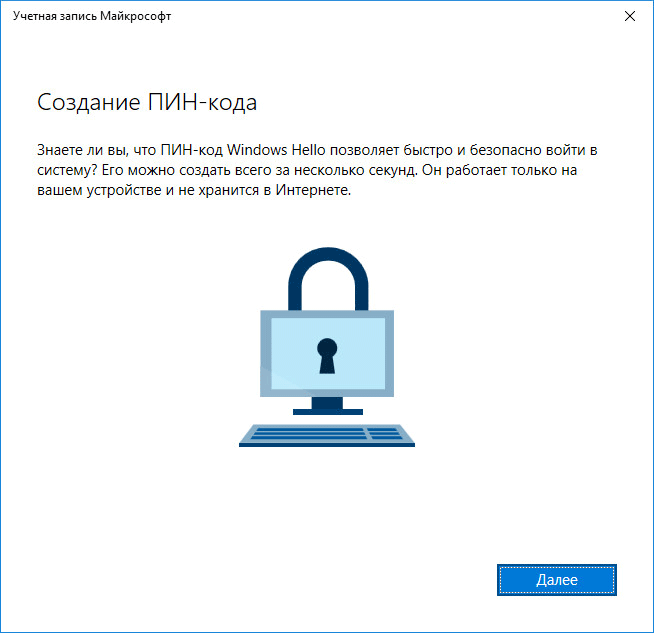 Учетная запись Майкрософт
Создание ПИН-кода
Знаете ли вы, что ПИН-код Windows Hello позволяет быстро и безопасно войти в
систему? Его можно создать всего за несколько секунд. Он работает только на
вашем устройстве и не хранится в Интернете.
Далее